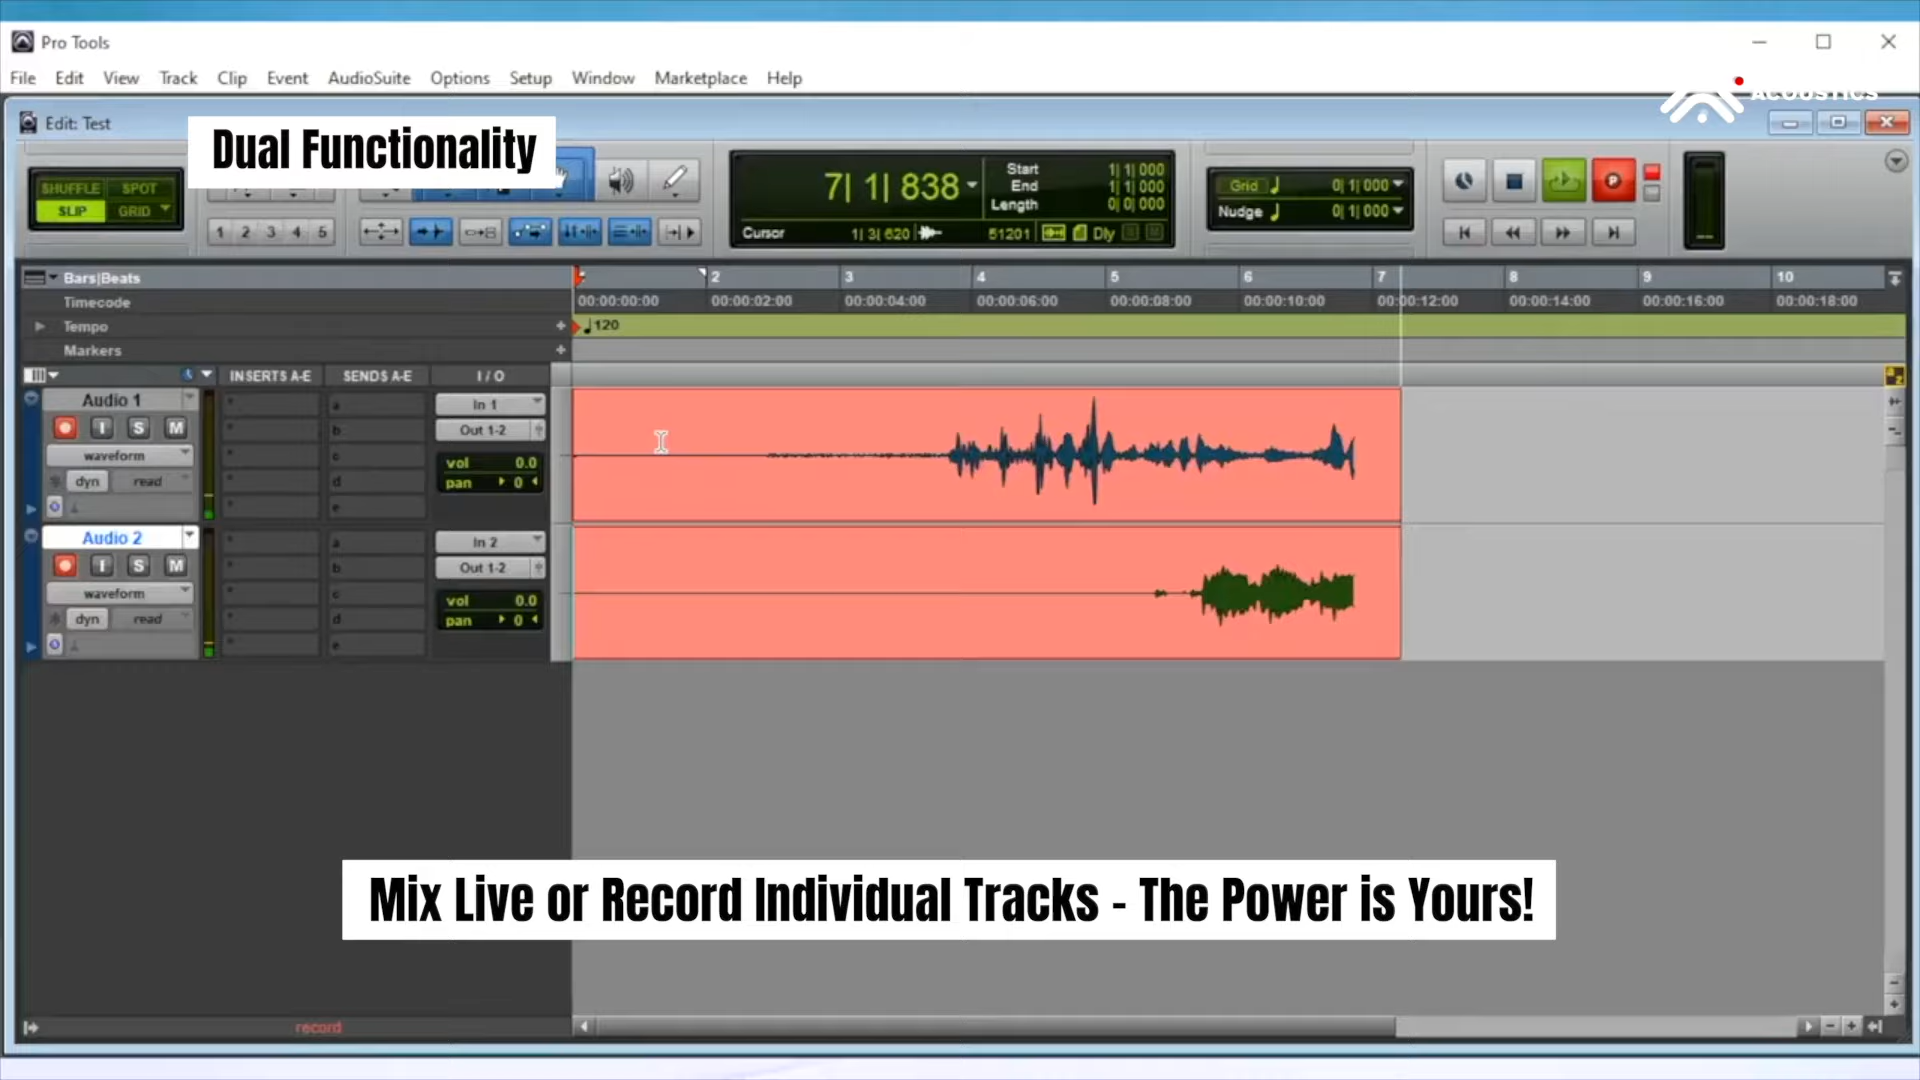 Pro Tools
File Edit View Track Clip Event AudioSuite Options Setup Window Marketplace Help
ACOUSTICS
Edit: Test
Dual Functionality
SHUFFLE SPOT
SLIP GRID
1 2 3 4 5
7| 1| 838
Start 1| 1| 000
End 1| 1| 000
Length 0| 0| 000
Cursor 1| 3| 620 51201 Dly
Grid 0| 1| 000
Nudge 0| 1| 000
P
Bars|Beats 2 3 4 5 6 7 8 9 10
Timecode 00:00:00:00 00:00:02:00 00:00:04:00 00:00:06:00 00:00:08:00 00:00:10:00 00:00:12:00 00:00:14:00 00:00:16:00 00:00:18:00
Tempo 120
Markers
INSERTS A-E SENDS A-E I / O
Audio 1
I S M
waveform
dyn read
a
b
c
d
e
In 1
Out 1-2
vol 0.0
pan 0
Audio 2
I S M
waveform
dyn read
a
b
c
d
e
In 2
Out 1-2
vol 0.0
pan 0
Mix Live or Record Individual Tracks - The Power is Yours!
record